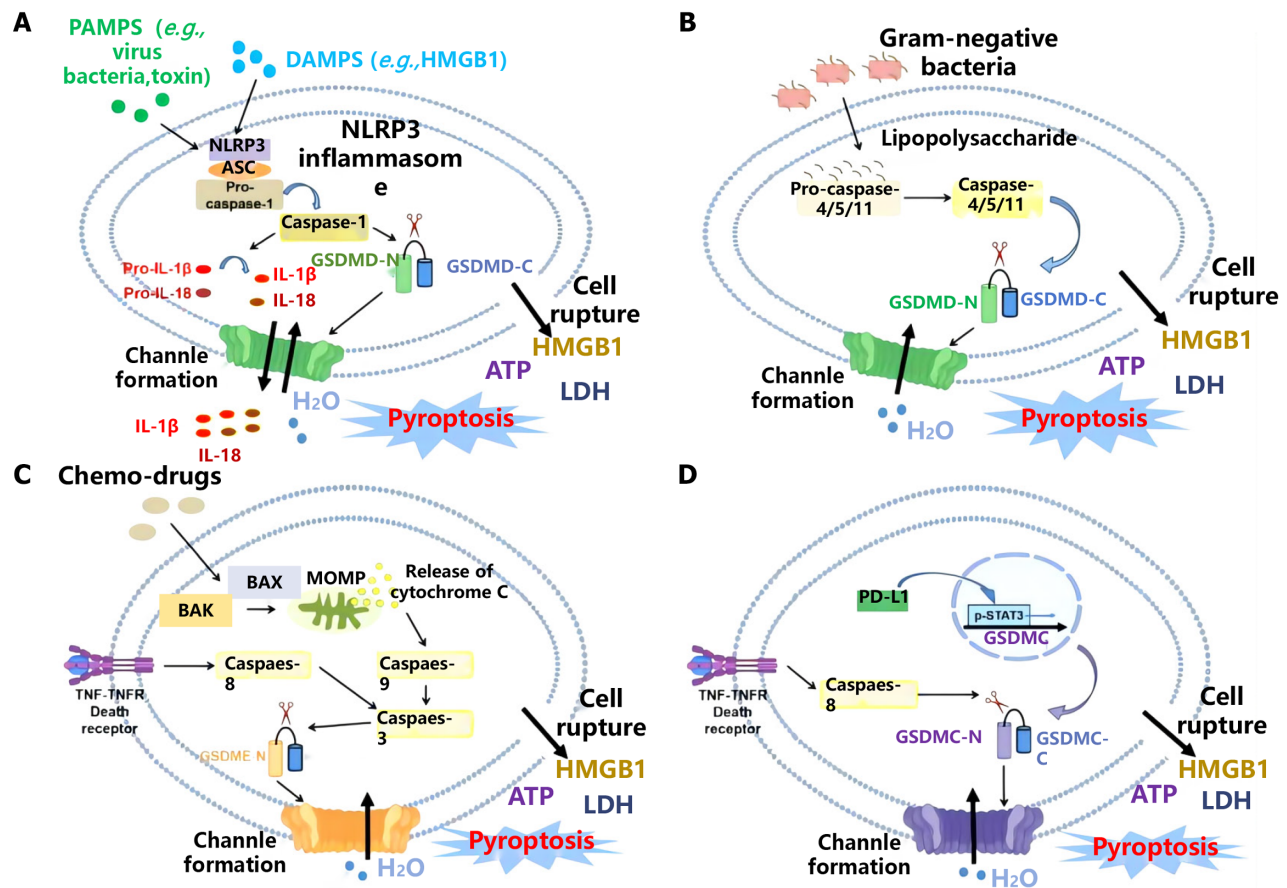 A
PAMPS (e.g.,
virus
bacteria,toxin)
DAMPS (e.g.,HMGB1)
NLRP3
ASC
Pro-
caspase-1
NLRP3
inflammasom
e
Caspase-1
Pro-IL-1β
Pro-IL-18
IL-1β
IL-18
GSDMD-N
GSDMD-C
Channle
formation
H2O
IL-1β
IL-18
Cell
rupture
HMGB1
ATP
LDH
Pyroptosis
B
Gram-negative
bacteria
Lipopolysaccharide
Pro-caspase-
4/5/11
Caspase-
4/5/11
GSDMD-N
GSDMD-C
Channle
formation
H2O
Cell
rupture
HMGB1
ATP
LDH
Pyroptosis
C
Chemo-drugs
BAX
BAK
MOMP
Release of
cytochrome C
TNF-TNFR
Death
receptor
Caspaes-
8
Caspaes-
9
Caspaes-
3
GSDME N
Channle
formation
H2O
Cell
rupture
HMGB1
ATP
LDH
Pyroptosis
D
PD-L1
p-STAT3
GSDMC
TNF-TNFR
Death
receptor
Caspaes-
8
GSDMC-N
GSDMC-
C
Channle
formation
H2O
Cell
rupture
HMGB1
ATP
LDH
Pyroptosis